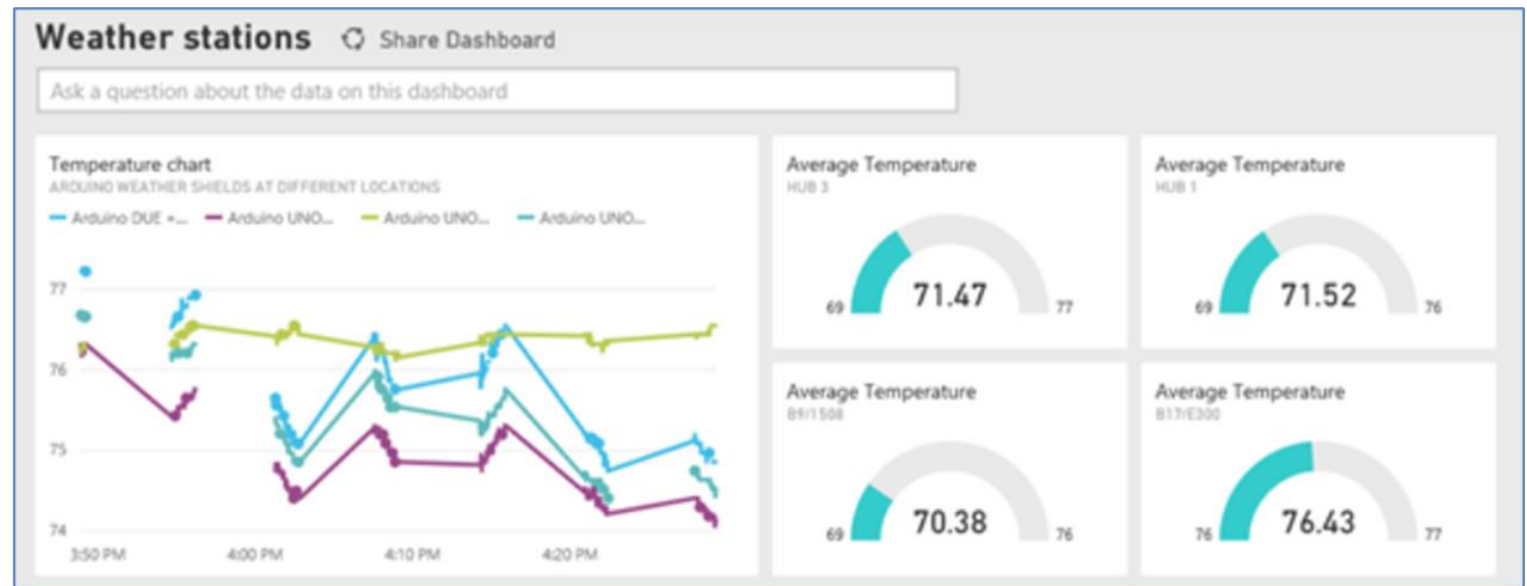 Weather stations Share Dashboard
Ask a question about the data on this dashboard
Temperature chart
ARDUINO WEATHER SHIELDS AT DIFFERENT LOCATIONS
Arduino DUE +... Arduino UNO... Arduino UNO... Arduino UNO...
77
76
75
74
3:50 PM 4:00 PM 4:10 PM 4:20 PM
Average Temperature
HUB 3
71.47
69 77
Average Temperature
HUB 1
71.52
69 76
Average Temperature
B9/1508
70.38
69 76
Average Temperature
B17/E300
76.43
76 77